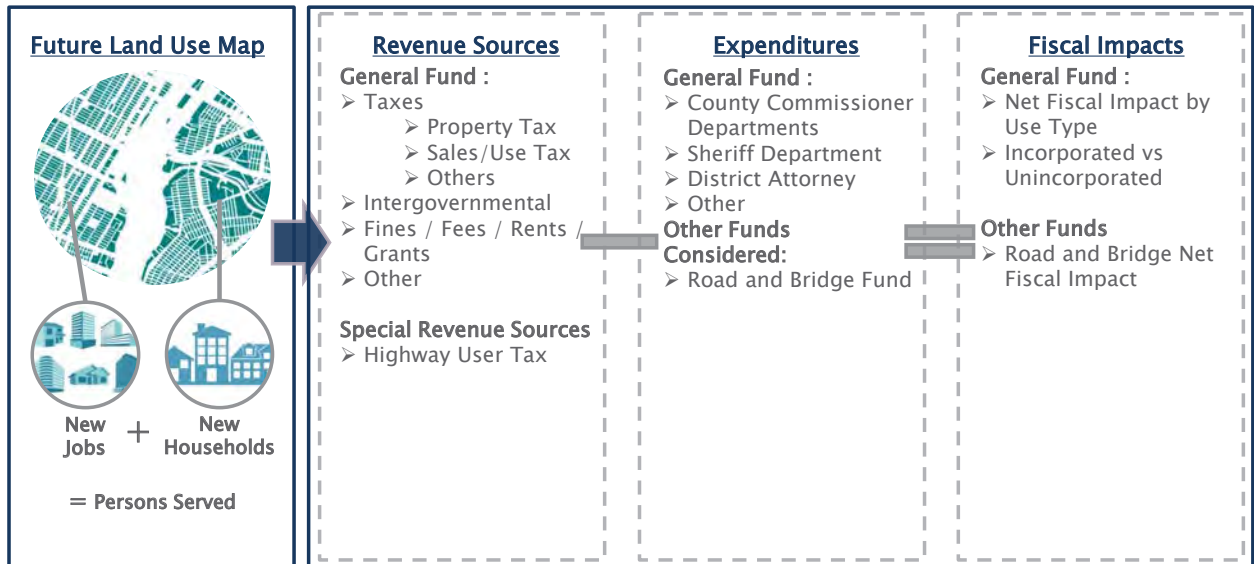 Future Land Use Map
New
Jobs
+
New
Households
= Persons Served
Revenue Sources
General Fund :
➢ Taxes
➢ Property Tax
➢ Sales/Use Tax
➢ Others
➢ Intergovernmental
➢ Fines / Fees / Rents /
Grants
➢ Other
Special Revenue Sources
➢ Highway User Tax
Expenditures
General Fund :
➢ County Commissioner
Departments
➢ Sheriff Department
➢ District Attorney
➢ Other
Other Funds
Considered:
➢ Road and Bridge Fund
Fiscal Impacts
General Fund :
➢ Net Fiscal Impact by
Use Type
➢ Incorporated vs
Unincorporated
Other Funds
➢ Road and Bridge Net
Fiscal Impact